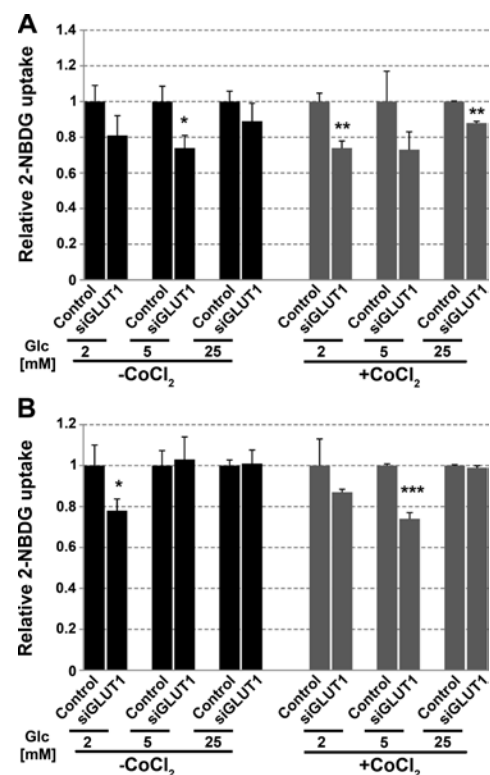 A
Relative 2-NBDG uptake
1.4
1.2
1
0.8
0.6
0.4
0.2
0
*
**
**
Control siGLUT1 Control siGLUT1 Control siGLUT1 Control siGLUT1 Control siGLUT1 Control siGLUT1
Glc [mM] 2 5 25 2 5 25
-CoCl₂ +CoCl₂
B
Relative 2-NBDG uptake
1.2
1
0.8
0.6
0.4
0.2
0
*
***
Control siGLUT1 Control siGLUT1 Control siGLUT1 Control siGLUT1 Control siGLUT1 Control siGLUT1
Glc [mM] 2 5 25 2 5 25
-CoCl₂ +CoCl₂